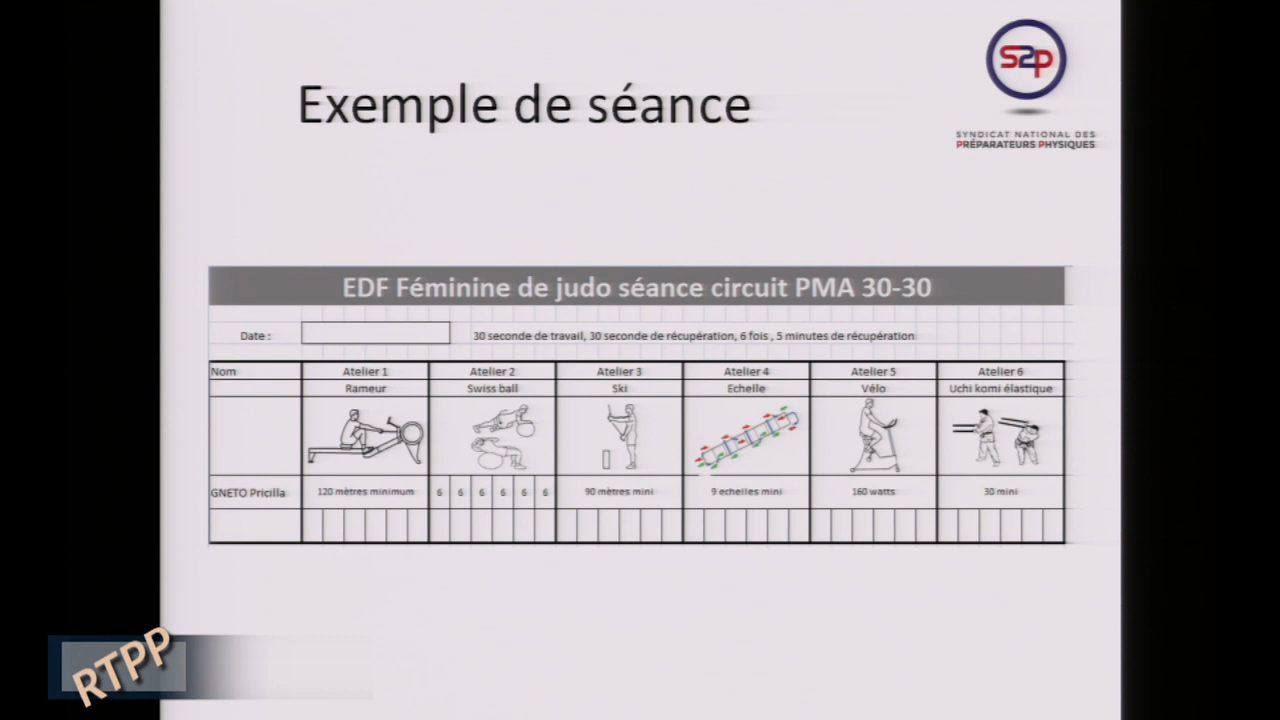 S2P
SYNDICAT NATIONAL DES
PRÉPARATEURS PHYSIQUES
Exemple de séance
EDF Féminine de judo séance circuit PMA 30-30
Date :
30 seconde de travail, 30 seconde de récupération, 6 fois , 5 minutes de récupération
Nom Atelier 1 Atelier 2 Atelier 3 Atelier 4 Atelier 5 Atelier 6
Rameur Swiss ball Ski Echelle Vélo Uchi komi élastique
GNETO Pricilla 120 mètres minimum 6 6 6 6 6 6 90 mètres mini 9 echelles mini 160 watts 30 mini
RTPP